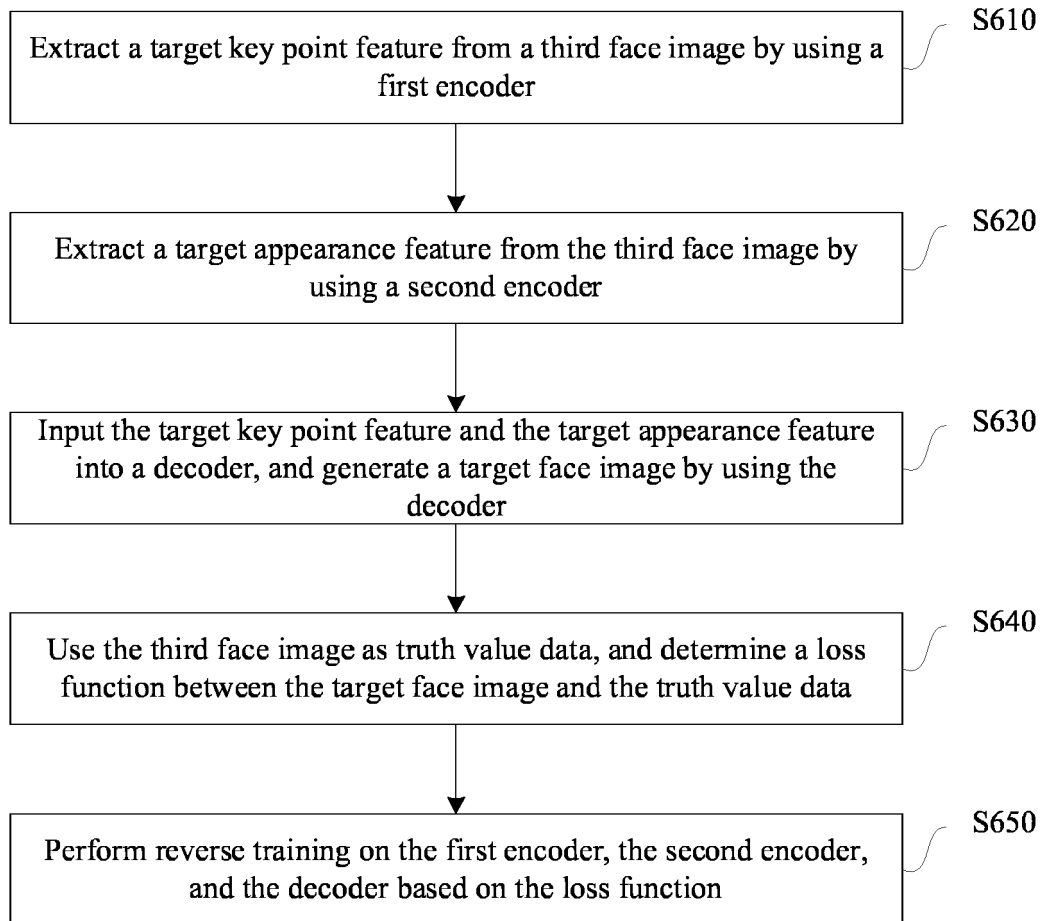 S610
Extract a target key point feature from a third face image by using a
first encoder
S620
Extract a target appearance feature from the third face image by
using a second encoder
S630
Input the target key point feature and the target appearance feature
into a decoder, and generate a target face image by using the
decoder
S640
Use the third face image as truth value data, and determine a loss
function between the target face image and the truth value data
S650
Perform reverse training on the first encoder, the second encoder,
and the decoder based on the loss function